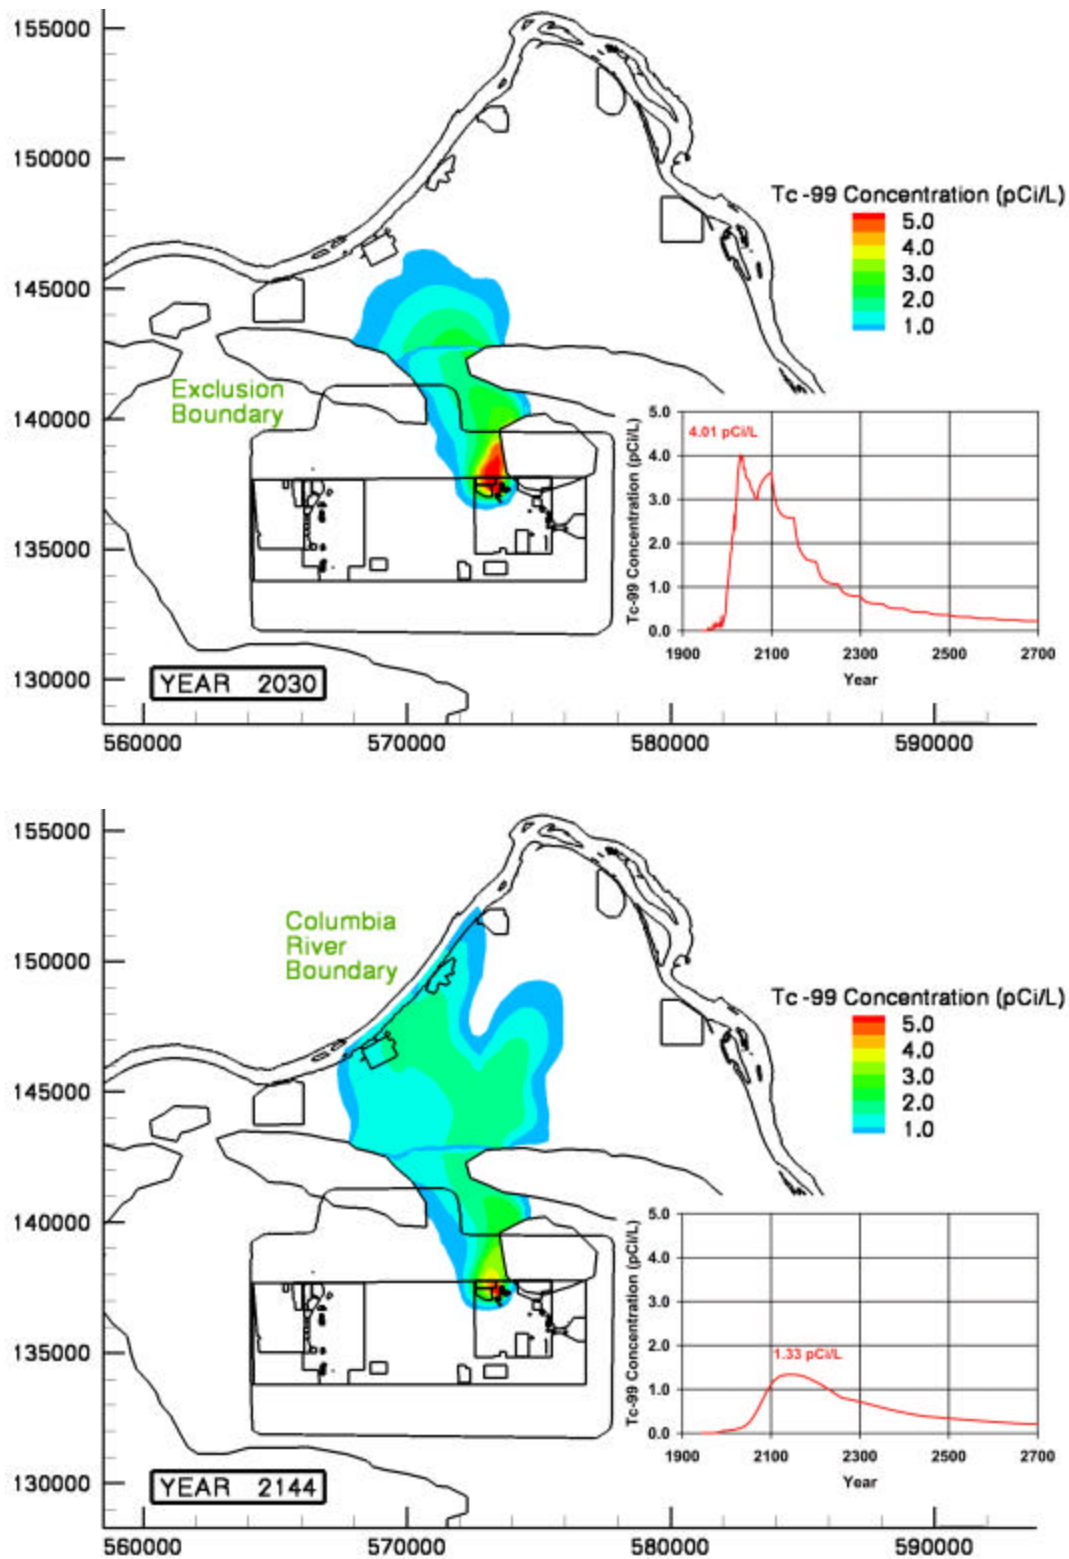 155000
150000
145000
140000
135000
130000
560000 570000 580000 590000
Tc-99 Concentration (pCi/L)
5.0
4.0
3.0
2.0
1.0
Exclusion
Boundary
YEAR 2030
Tc-99 Concentration (pCi/L)
5.0
4.0
3.0
2.0
1.0
0.0
4.01 pCi/L
1900 2100 2300 2500 2700
Year
155000
150000
145000
140000
135000
130000
560000 570000 580000 590000
Columbia
River
Boundary
Tc-99 Concentration (pCi/L)
5.0
4.0
3.0
2.0
1.0
YEAR 2144
Tc-99 Concentration (pCi/L)
5.0
4.0
3.0
2.0
1.0
0.0
1.33 pCi/L
1900 2100 2300 2500 2700
Year